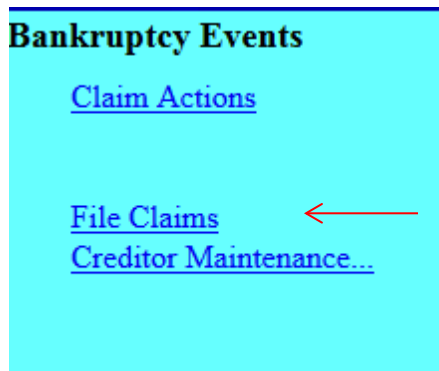 Bankruptcy Events
Claim Actions
File Claims
Creditor Maintenance...